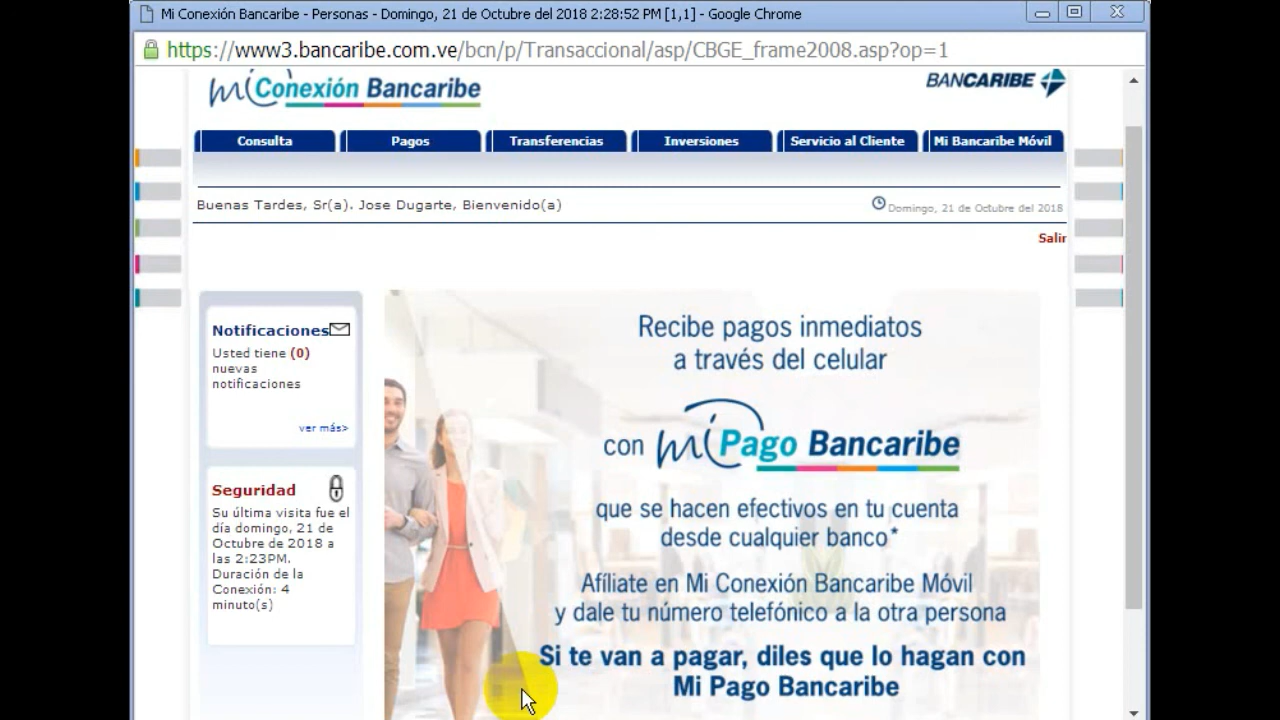 Mi Conexión Bancaribe - Personas - Domingo, 21 de Octubre del 2018 2:28:52 PM [1,1] - Google Chrome
https://www3.bancaribe.com.ve/bcn/p/Transaccional/asp/CBGE_frame2008.asp?op=1
mi Conexión Bancaribe
BANCARIBE
Consulta
Pagos
Transferencias
Inversiones
Servicio al Cliente
Mi Bancaribe Móvil
Buenas Tardes, Sr(a). Jose Dugarte, Bienvenido(a)
Domingo, 21 de Octubre del 2018
Salir
Notificaciones
Usted tiene (0)
nuevas
notificaciones
ver más>
Seguridad
Su última visita fue el
día domingo, 21 de
Octubre de 2018 a
las 2:23PM.
Duración de la
Conexión: 4
minuto(s)
Recibe pagos inmediatos
a través del celular
con mi Pago Bancaribe
que se hacen efectivos en tu cuenta
desde cualquier banco*
Afíliate en Mi Conexión Bancaribe Móvil
y dale tu número telefónico a la otra persona
Si te van a pagar, diles que lo hagan con
Mi Pago Bancaribe